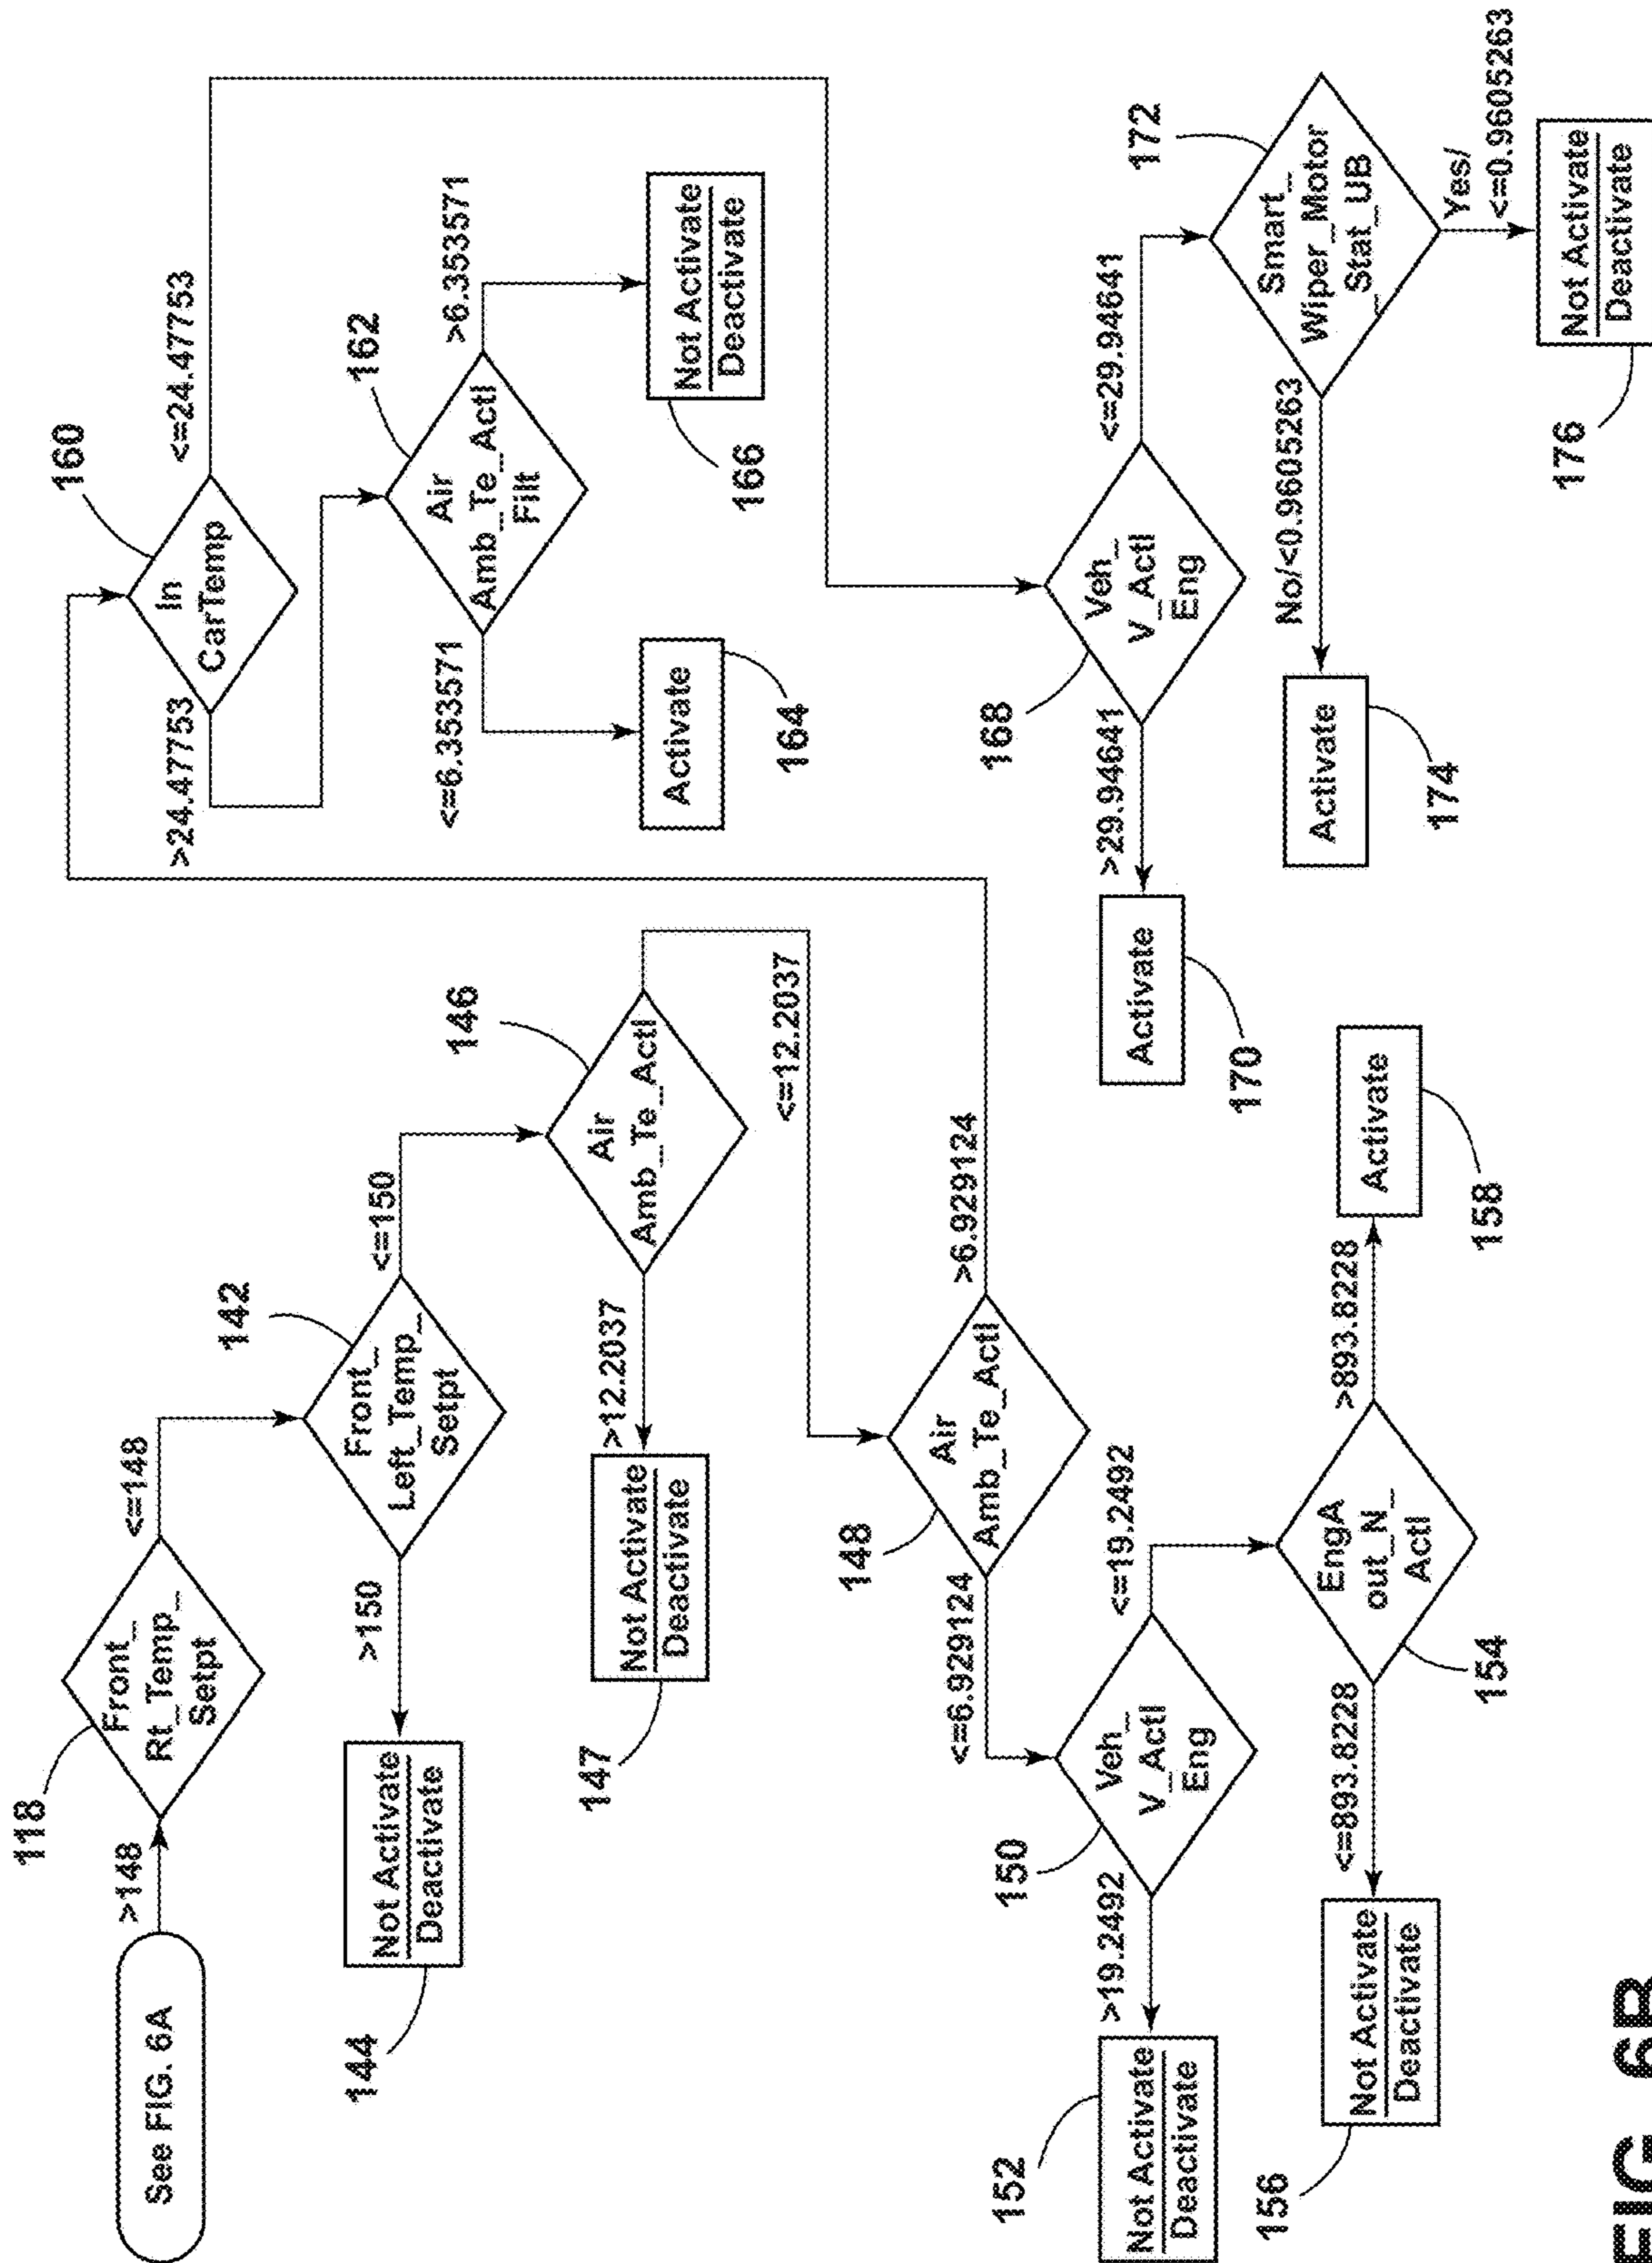 See FIG. 6A
>148
118
Front_
Rt_Temp_
Setpt
<=148
142
Front_
Left_Temp_
Setpt
>150
<=150
144
Not Activate
Deactivate
146
Air
Amb_Te_Actl
>12.2037
<=12.2037
147
Not Activate
Deactivate
148
Air
Amb_Te_Actl
<=6.929124
>6.929124
150
Veh_
V_Actl
Eng
>19.2492
<=19.2492
152
Not Activate
Deactivate
154
EngA
out_N_
Actl
<=893.8228
>893.8228
156
Not Activate
Deactivate
Activate
158
160
In
CarTemp
>24.47753
<=24.47753
162
Air
Amb_Te_Actl
Filt
<=6.353571
>6.353571
Activate
164
Not Activate
Deactivate
166
168
Veh_
V_Actl
Eng
>29.94641
<=29.94641
Activate
170
172
Smart_
Wiper_Motor
Stat_UB
No/<0.9605263
Yes/
<=0.9605263
Activate
174
Not Activate
Deactivate
176
FIG. 6B